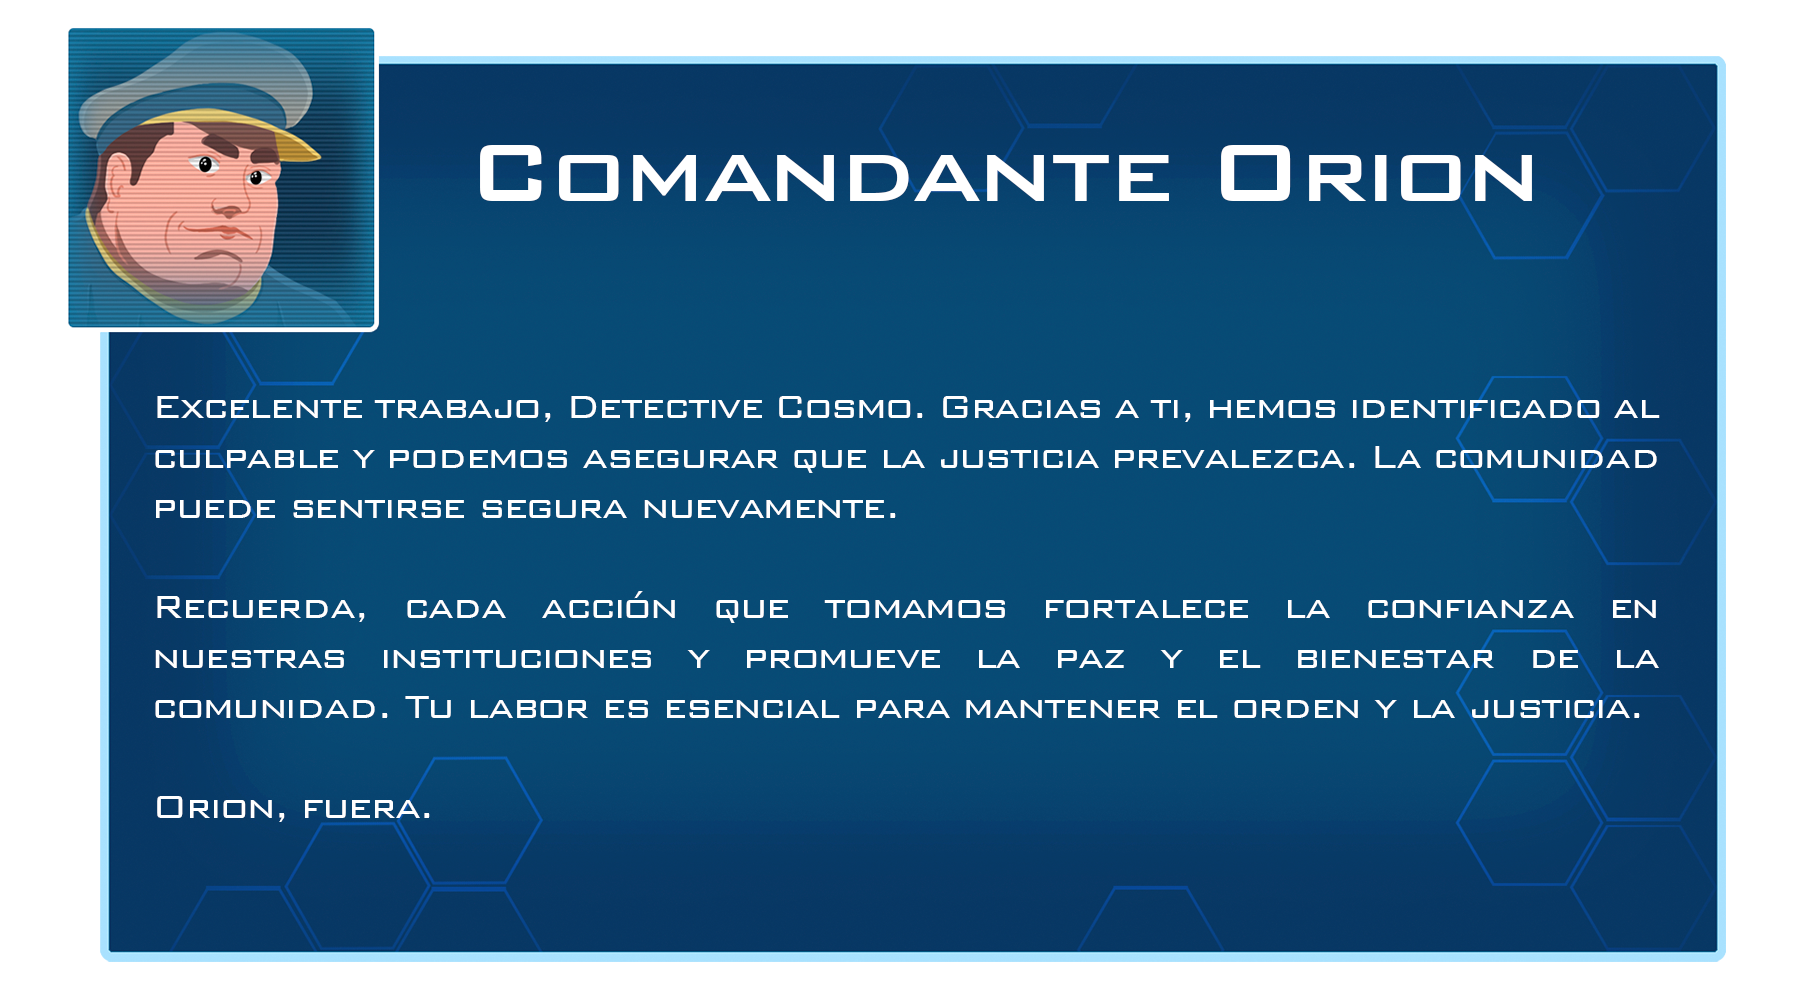 Comandante Orion
Excelente trabajo, Detective Cosmo. Gracias a ti, hemos identificado al
culpable y podemos asegurar que la justicia prevalezca. La comunidad
puede sentirse segura nuevamente.
Recuerda, cada acción que tomamos fortalece la confianza en
nuestras instituciones y promueve la paz y el bienestar de la
comunidad. Tu labor es esencial para mantener el orden y la justicia.
Orion, fuera.